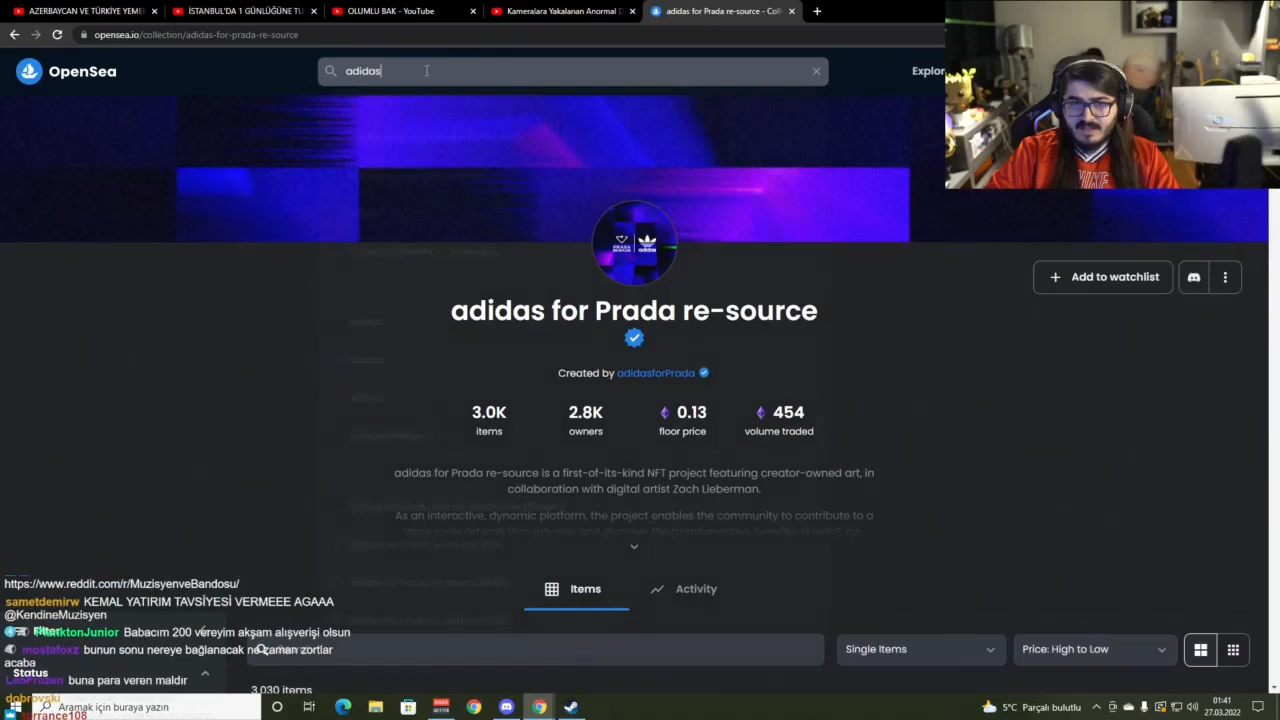 AZERBAYCAN VE TÜRKİYE YEME
İSTANBUL'DA 1 GÜNLÜĞÜNE TU
OLUMLU BAK - YouTube
Kameralara Yakalanan Anormal D
adidas for Prada re-source - Coll
opensea.io/collection/adidas-for-prada-re-source
OpenSea
adidas
Explor
NIKE
PRADA
adidas
adidas for Prada re-source
Add to watchlist
Created by adidasforPrada
3.0K
items
2.8K
owners
0.13
floor price
454
volume traded
adidas for Prada re-source is a first-of-its-kind NFT project featuring creator-owned art, in
collaboration with digital artist Zach Lieberman.
As an interactive, dynamic platform, the project enables the community to contribute to a
Items
Activity
https://www.reddit.com/r/MuzisyenveBandosu/
sametdemirw KEMAL YATIRIM TAVSİYESİ VERMEEE AGAAA
@KendineMuzisyen
PlanktonJunior Babacım 200 vereyim akşam alışverişi olsun
mostafoxz bunun sonu nereye bağlanacak ne zaman zortlar
acaba
buna para veren maldır
dobrovski
Filter
Status
Single Items
Price: High to Low
3,030 items
Aramak için buraya yazın
5°C Parçalı bulutlu
01:41
27.03.2022